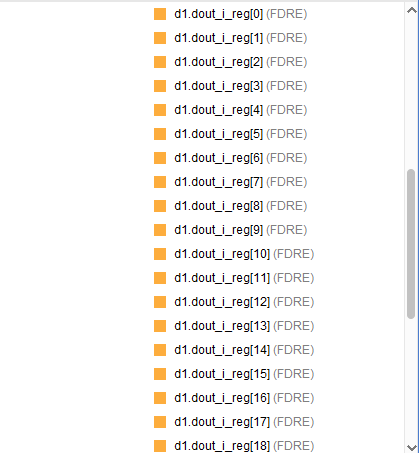 d1.dout_i_reg[0] (FDRE)
d1.dout_i_reg[1] (FDRE)
d1.dout_i_reg[2] (FDRE)
d1.dout_i_reg[3] (FDRE)
d1.dout_i_reg[4] (FDRE)
d1.dout_i_reg[5] (FDRE)
d1.dout_i_reg[6] (FDRE)
d1.dout_i_reg[7] (FDRE)
d1.dout_i_reg[8] (FDRE)
d1.dout_i_reg[9] (FDRE)
d1.dout_i_reg[10] (FDRE)
d1.dout_i_reg[11] (FDRE)
d1.dout_i_reg[12] (FDRE)
d1.dout_i_reg[13] (FDRE)
d1.dout_i_reg[14] (FDRE)
d1.dout_i_reg[15] (FDRE)
d1.dout_i_reg[16] (FDRE)
d1.dout_i_reg[17] (FDRE)
d1.dout_i_reg[18] (FDRE)